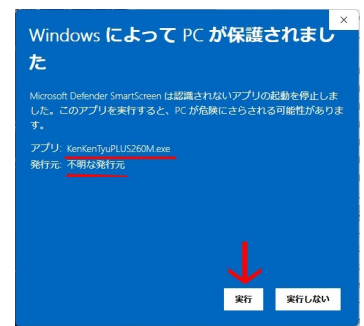 Windows によって PC が保護されまし
た
Microsoft Defender SmartScreen は認識されないアプリの起動を停止しま
した。このアプリを実行すると、PC が危険にさらされる可能性がありま
す。
アプリ: KenKenTyuPLUS260M.exe
発行元: 不明な発行元
実行 実行しない